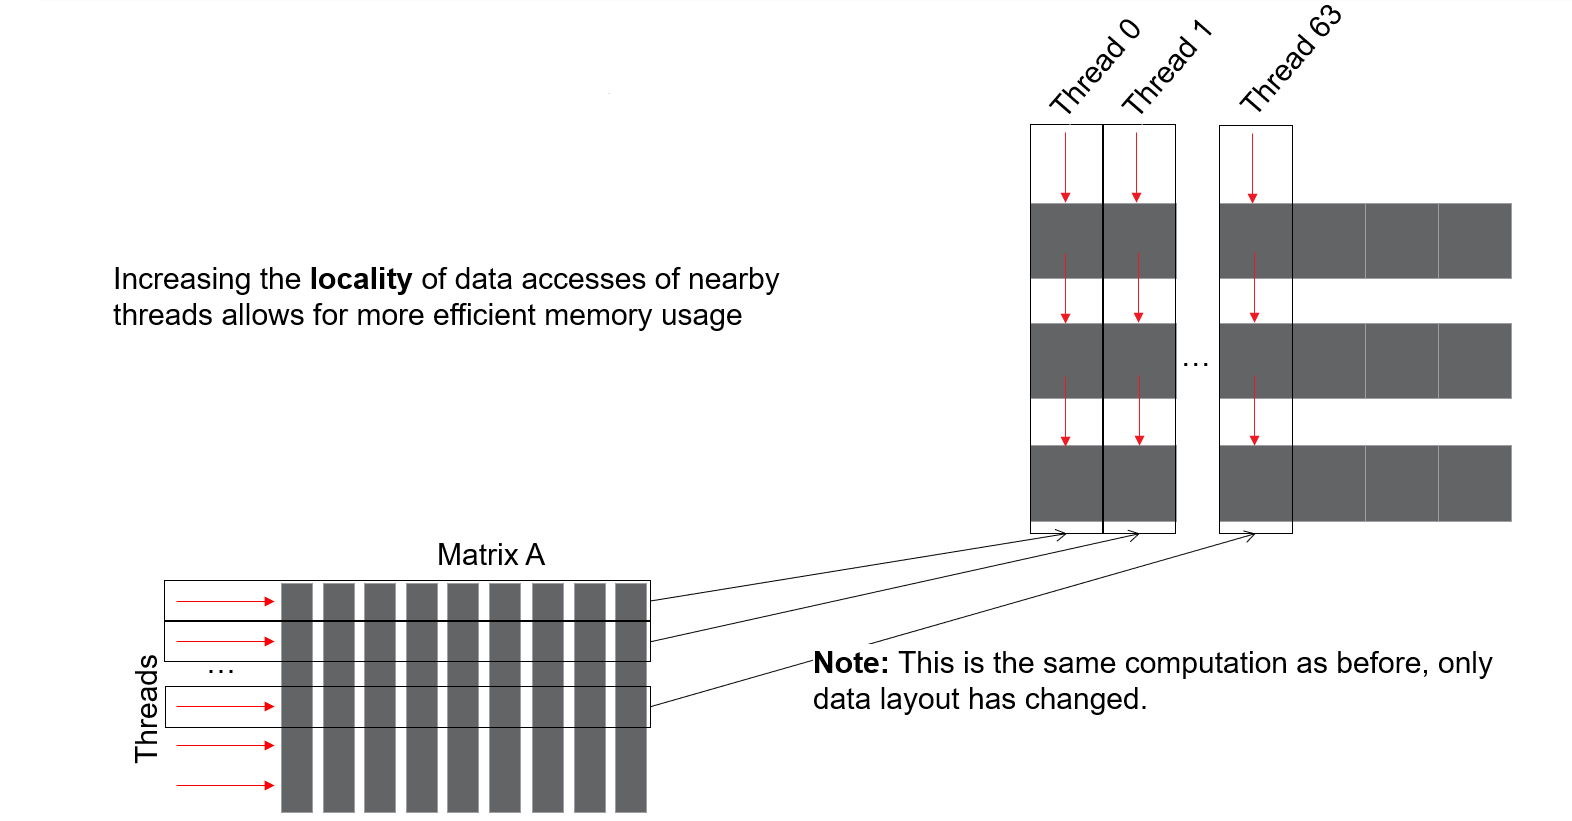 Thread 0
Thread 1
Thread 63
Increasing the locality of data accesses of nearby
threads allows for more efficient memory usage
...
Matrix A
Threads
...
Note: This is the same computation as before, only
data layout has changed.